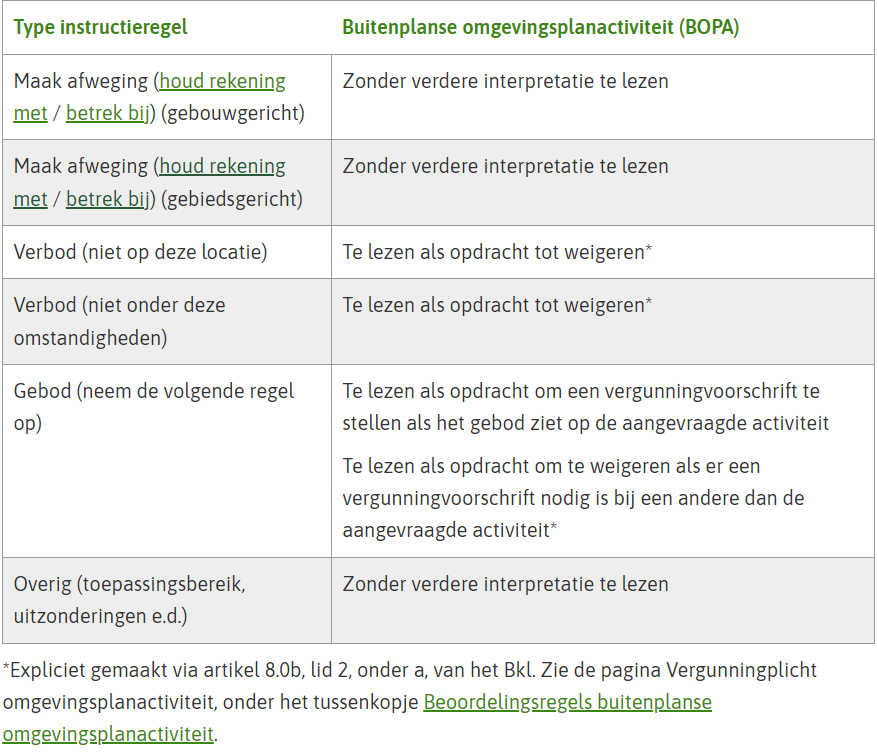 Type instructieregel
Buitenplanse omgevingsplanactiviteit (BOPA)
Maak afweging (houd rekening
met / betrek bij) (gebouwgericht)
Zonder verdere interpretatie te lezen
Maak afweging (houd rekening
met / betrek bij) (gebiedsgericht)
Zonder verdere interpretatie te lezen
Verbod (niet op deze locatie)
Te lezen als opdracht tot weigeren*
Verbod (niet onder deze
omstandigheden)
Te lezen als opdracht tot weigeren*
Gebod (neem de volgende regel
op)
Te lezen als opdracht om een vergunningvoorschrift te
stellen als het gebod ziet op de aangevraagde activiteit
Te lezen als opdracht om te weigeren als er een
vergunningvoorschrift nodig is bij een andere dan de
aangevraagde activiteit*
Overig (toepassingsbereik,
uitzonderingen e.d.)
Zonder verdere interpretatie te lezen
*Expliciet gemaakt via artikel 8.0b, lid 2, onder a, van het Bkl. Zie de pagina Vergunningplicht
omgevingsplanactiviteit, onder het tussenkopje Beoordelingsregels buitenplanse
omgevingsplanactiviteit.